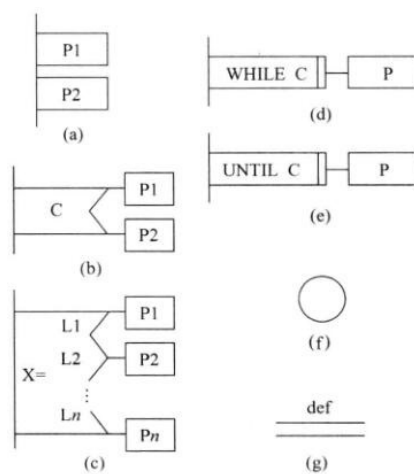 P1
P2
(a)
C
P1
P2
(b)
X=
L1
L2
⋮
Ln
P1
P2
Pn
(c)
WHILE C
P
(d)
UNTIL C
P
(e)
(f)
def
(g)